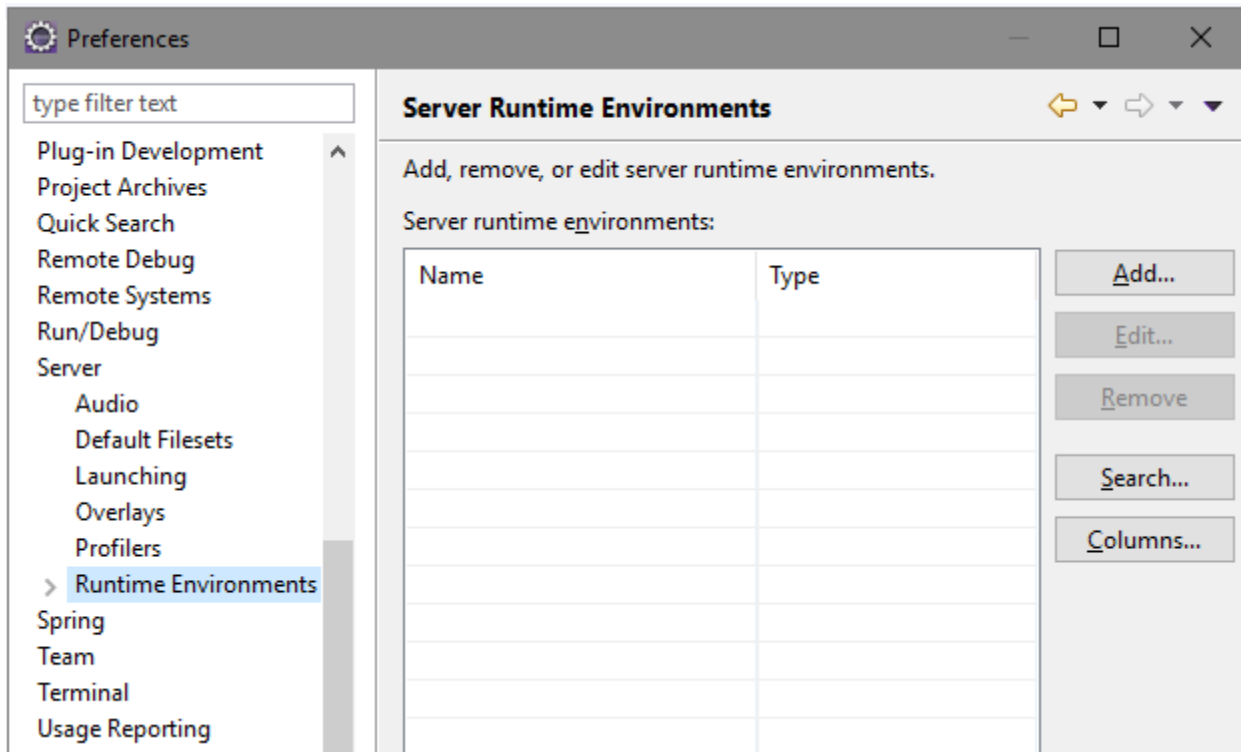 Preferences
type filter text
Plug-in Development
Project Archives
Quick Search
Remote Debug
Remote Systems
Run/Debug
Server
Audio
Default Filesets
Launching
Overlays
Profilers
Runtime Environments
Spring
Team
Terminal
Usage Reporting
Server Runtime Environments
Add, remove, or edit server runtime environments.
Server runtime environments:
Name Type
Add...
Edit...
Remove
Search...
Columns...